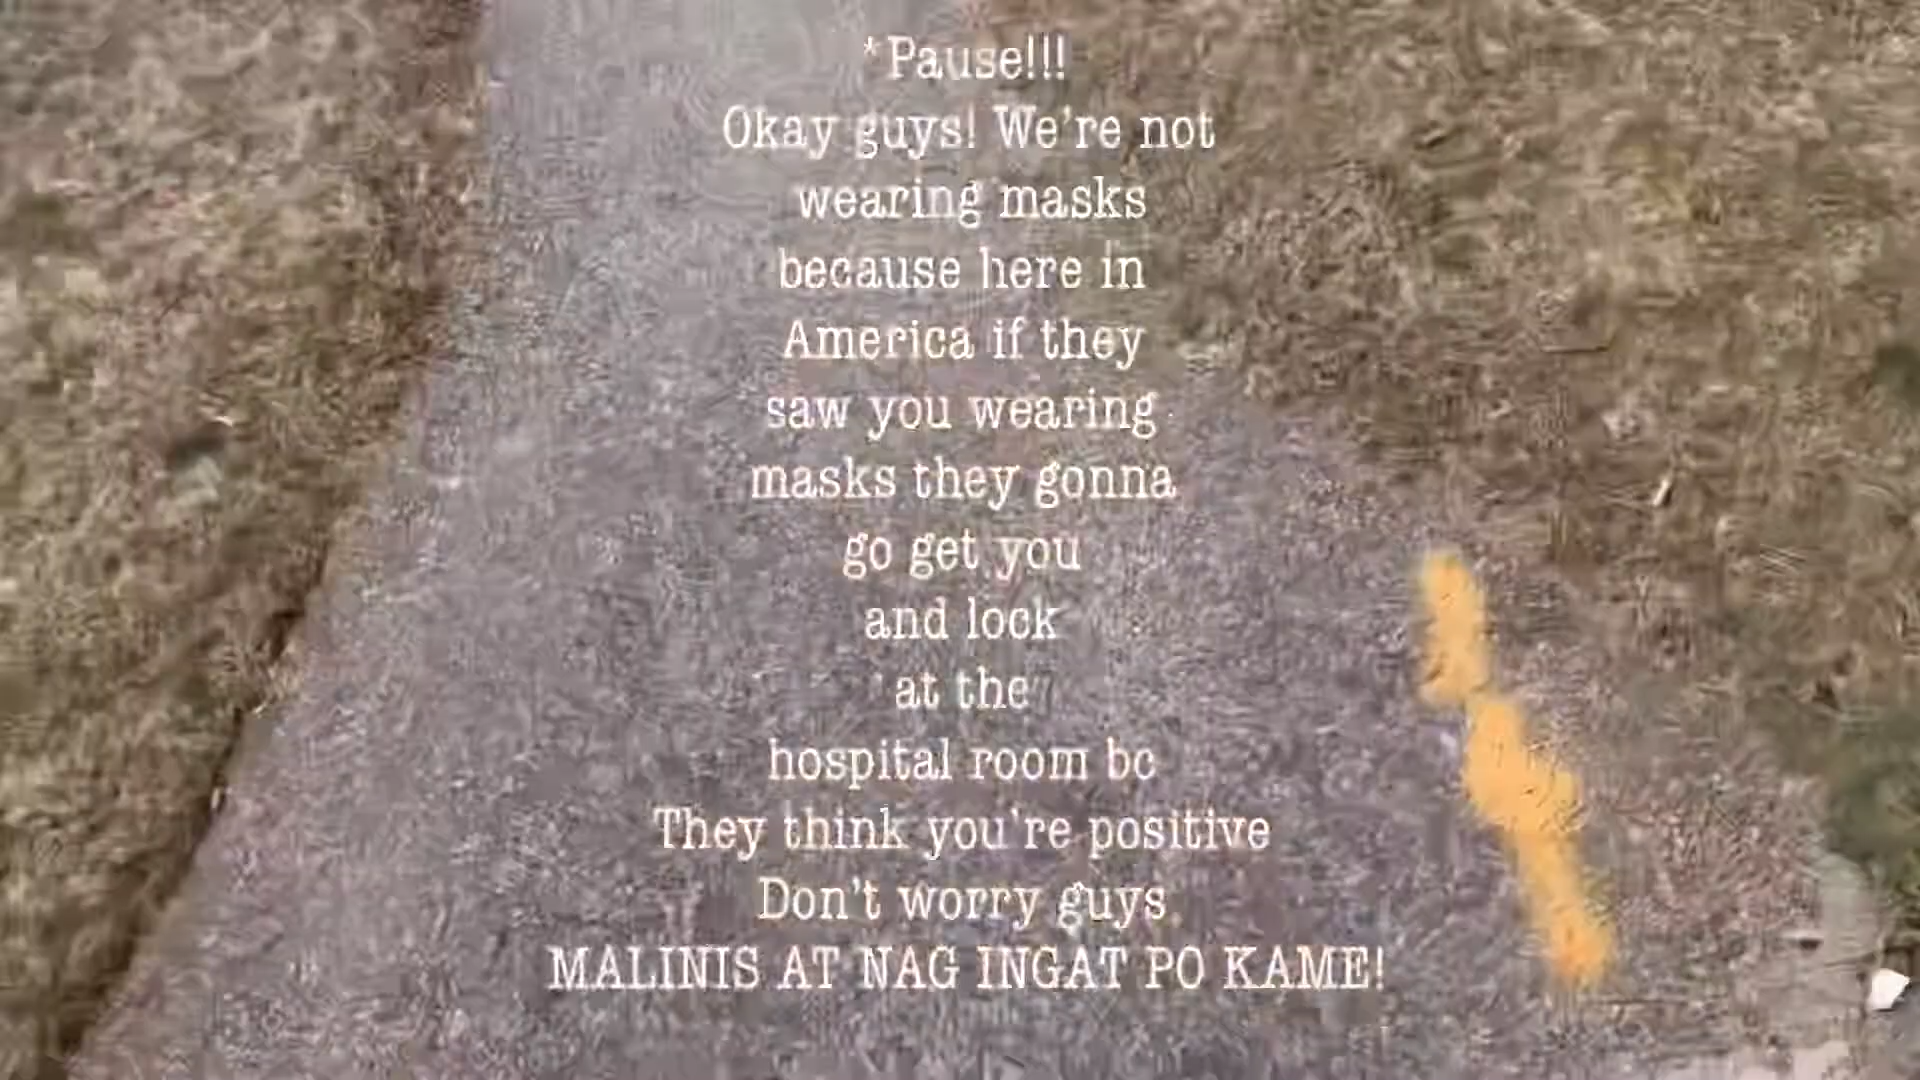 *Pause!!!
Okay guys! We're not
wearing masks
because here in
America if they
saw you wearing
masks they gonna
go get you
and lock
at the
hospital room bc
They think you're positive
Don't worry guys.
MALINIS AT NAG INGAT PO KAME!